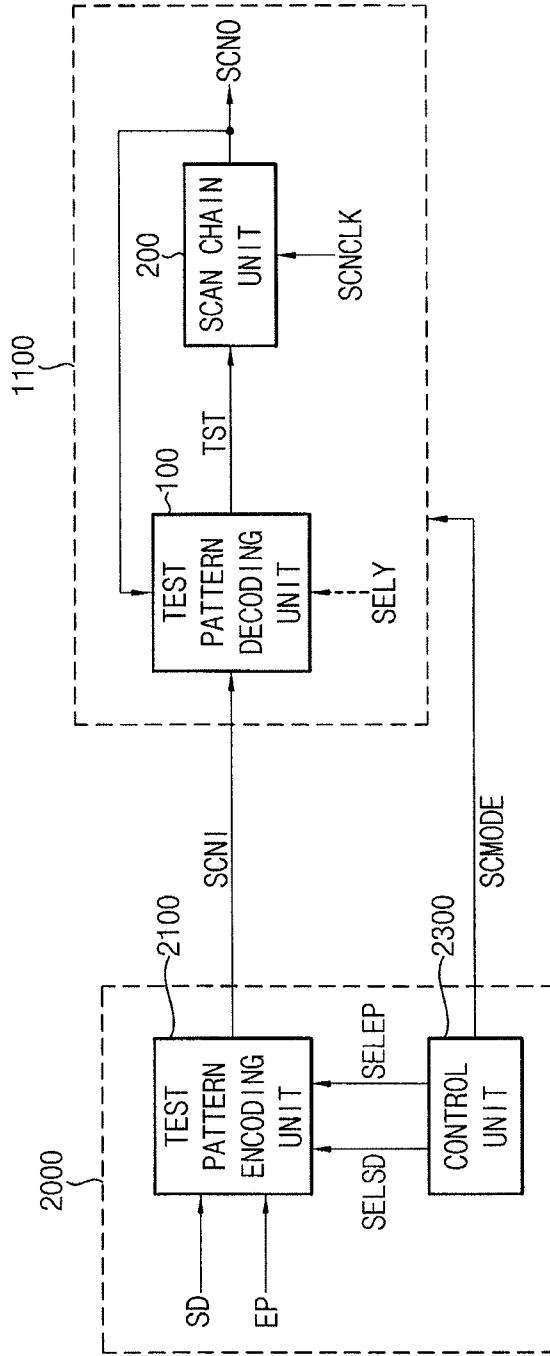 2000
SD
EP
2100
TEST
PATTERN
ENCODING
UNIT
SELSD
SELEP
2300
CONTROL
UNIT
SCNI
SCMODE
1100
100
TEST
PATTERN
DECODING
UNIT
SELY
TST
200
SCAN CHAIN
UNIT
SCNCLK
SCNO